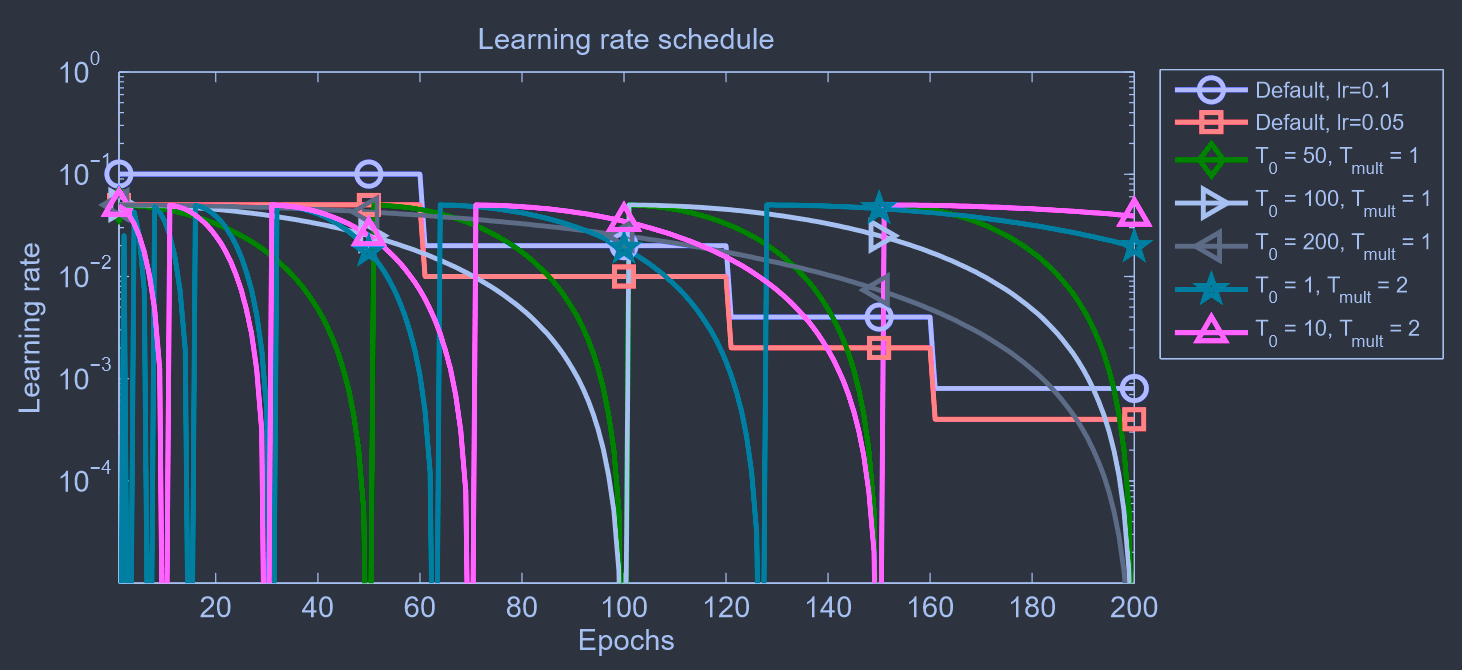 Learning rate schedule
Learning rate
10^0
10^-1
10^-2
10^-3
10^-4
20 40 60 80 100 120 140 160 180 200
Epochs
Default, lr=0.1
Default, lr=0.05
T_0 = 50, T_mult = 1
T_0 = 100, T_mult = 1
T_0 = 200, T_mult = 1
T_0 = 1, T_mult = 2
T_0 = 10, T_mult = 2